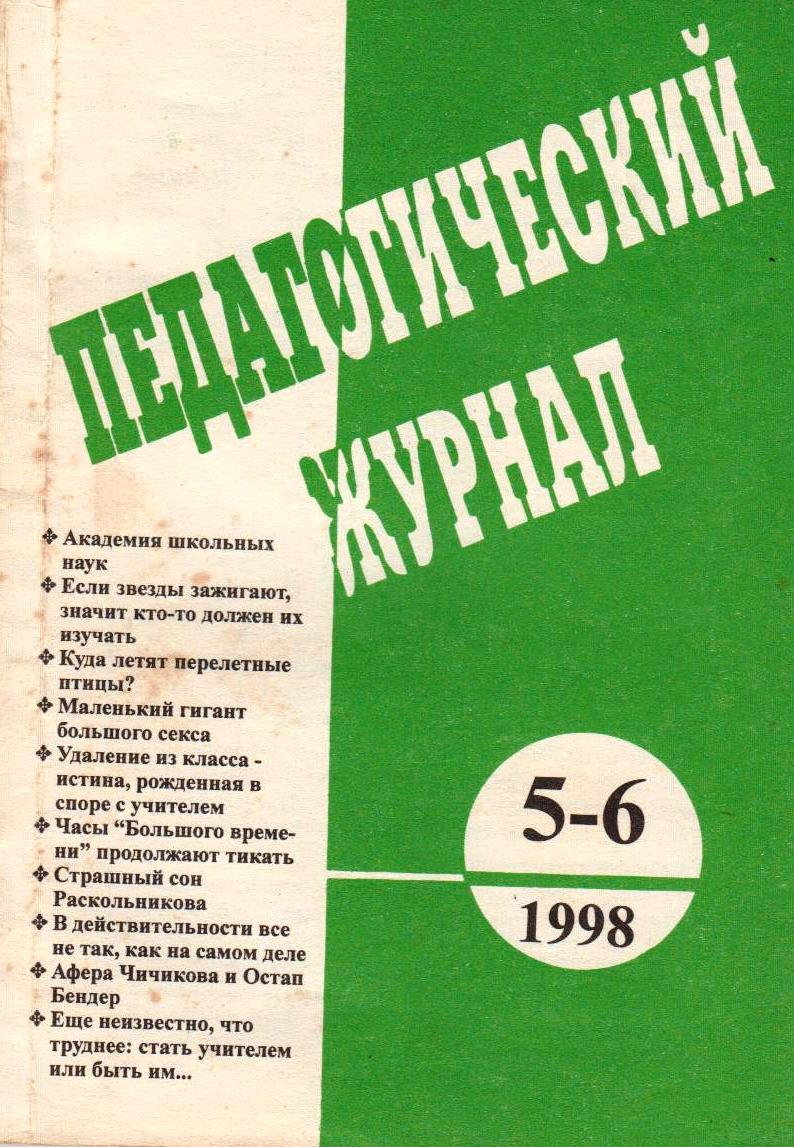 ПЕДАГОГИЧЕСКИЙ
ЖУРНАЛ
✤ Академия школьных
наук
✤ Если звезды зажигают,
значит кто-то должен их
изучать
✤ Куда летят перелетные
птицы?
✤ Маленький гигант
большого секса
✤ Удаление из класса -
истина, рожденная в
споре с учителем
✤ Часы “Большого време-
ни” продолжают тикать
✤ Страшный сон
Раскольникова
✤ В действительности все
не так, как на самом деле
✤ Афера Чичикова и Остап
Бендер
✤ Еще неизвестно, что
труднее: стать учителем
или быть им...
5-6
1998